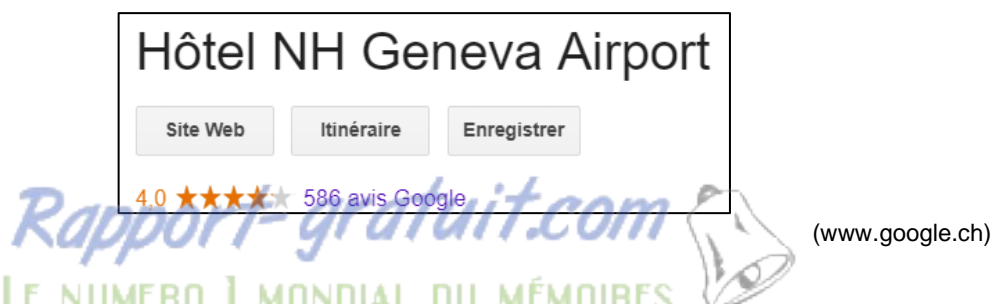 Hôtel NH Geneva Airport
Site Web Itinéraire Enregistrer
4,0 ★★★★★ 586 avis Google
Rapport-gratuit.com
(www.google.ch)
LE NUMERO 1 MONDIAL DU MÉMOIRES